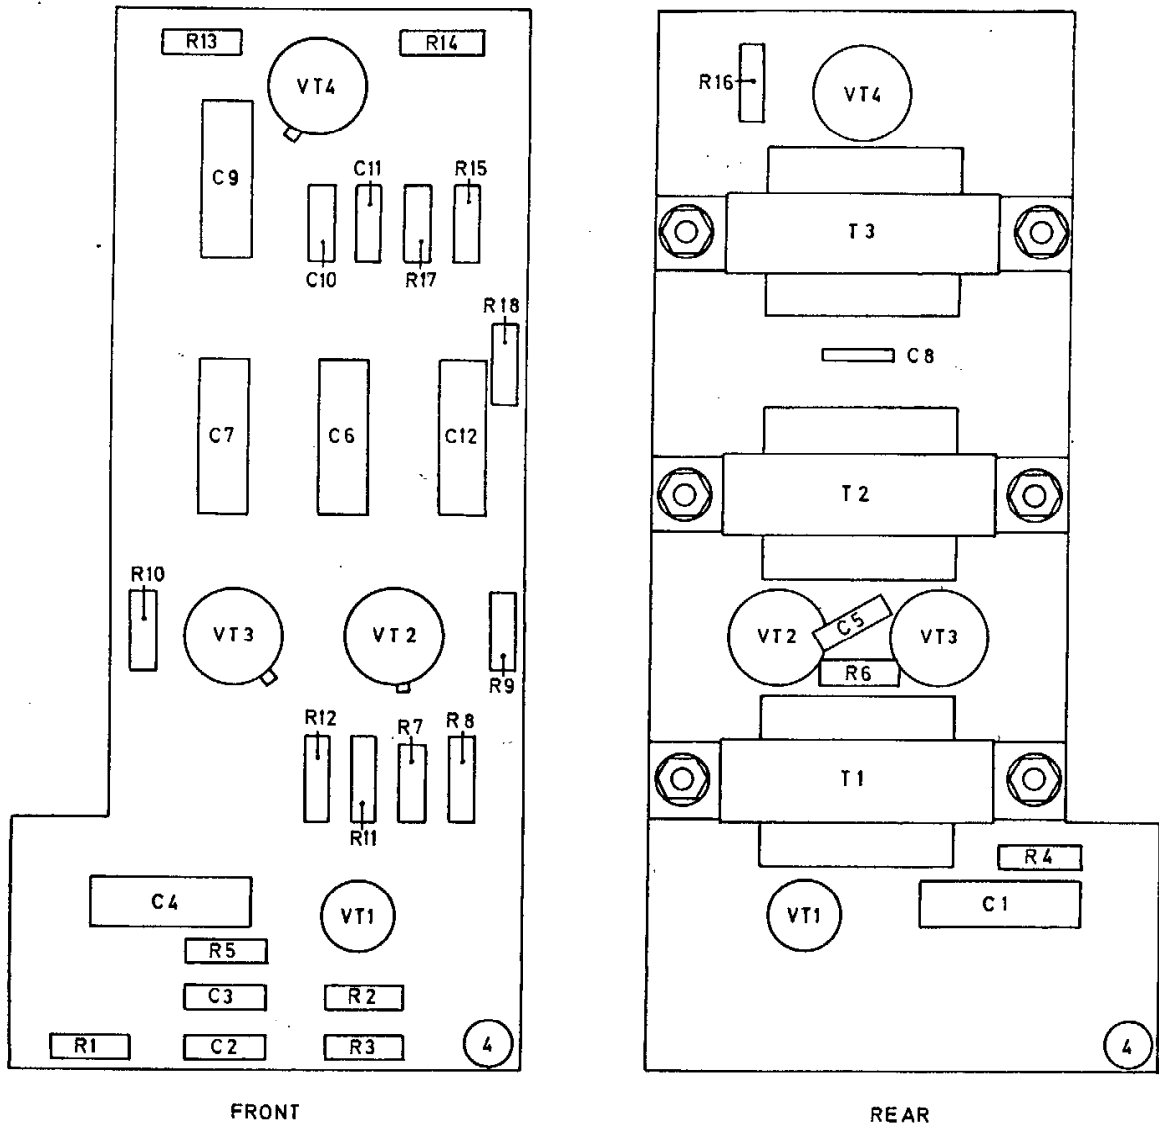 R13
R14
VT4
C9
C11
R15
C10
R17
R18
C7
C6
C12
R10
VT3
VT2
R9
R12
R7
R8
R11
C4
VT1
R5
C3
R2
R1
C2
R3
4
FRONT
R16
VT4
T3
C8
T2
VT2
C5
VT3
R6
T1
R4
VT1
C1
4
REAR